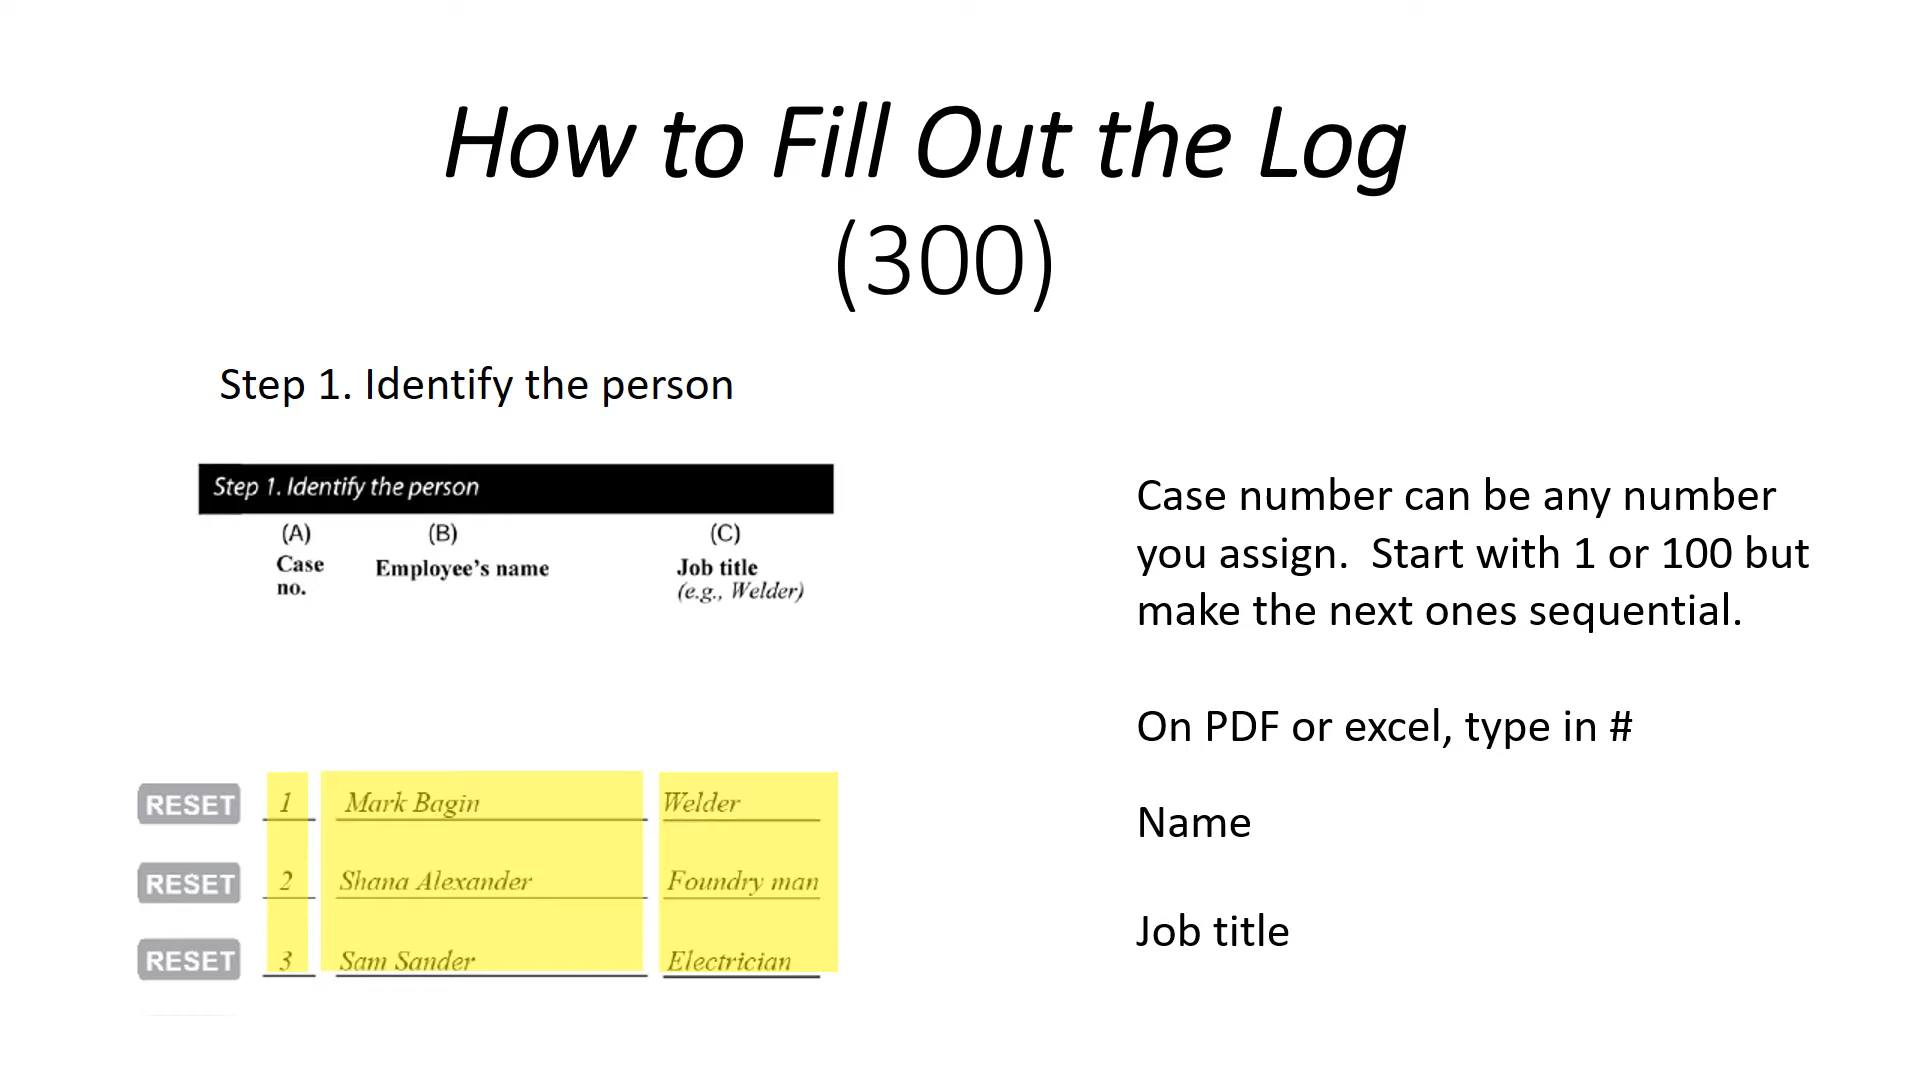 How to Fill Out the Log
(300)
Step 1. Identify the person
Step 1. Identify the person
(A) (B) (C)
Case no. Employee's name Job title
(e.g., Welder)
RESET 1 Mark Bagin Welder
RESET 2 Shana Alexander Foundry man
RESET 3 Sam Sander Electrician
Case number can be any number
you assign.  Start with 1 or 100 but
make the next ones sequential.
On PDF or excel, type in #
Name
Job title